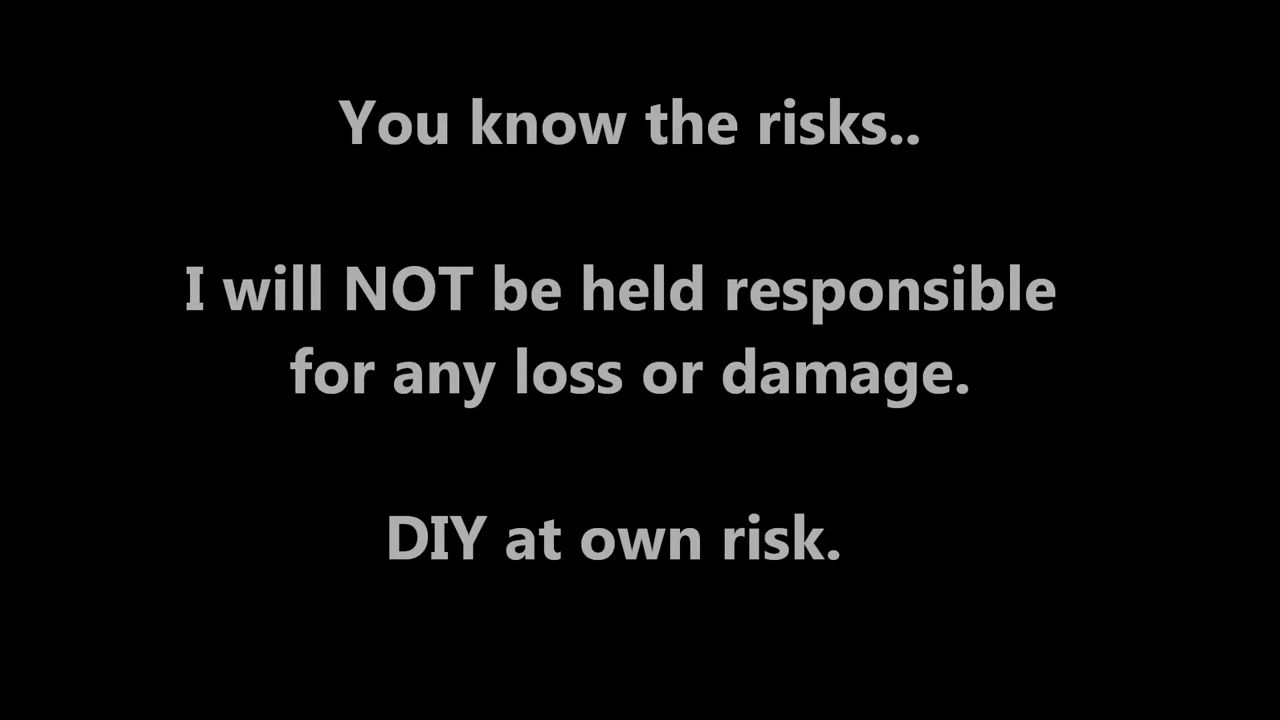 You know the risks..
I will NOT be held responsible
for any loss or damage.
DIY at own risk.